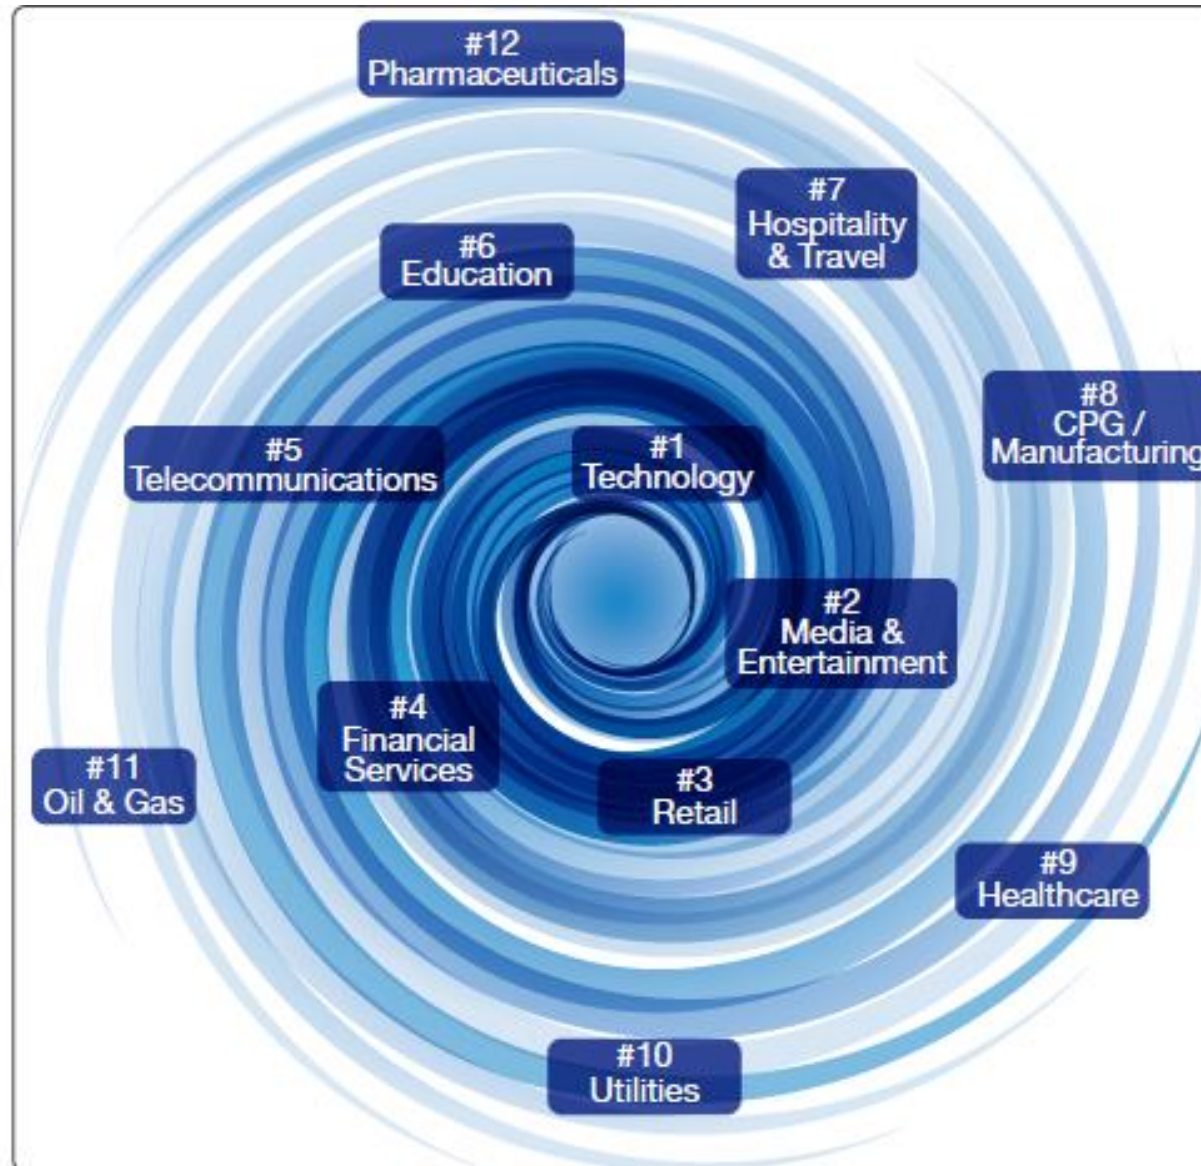 #12
Pharmaceuticals
#7
Hospitality
& Travel
#6
Education
#8
CPG /
Manufacturing
#5
Telecommunications
#1
Technology
#2
Media &
Entertainment
#4
Financial
Services
#11
Oil & Gas
#3
Retail
#9
Healthcare
#10
Utilities